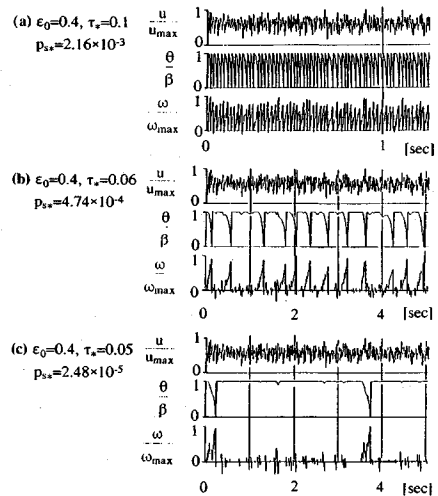 (a) ε₀=0.4, τ*=0.1
pₛ*=2.16×10⁻³
u
uₘₐₓ
1
0
θ
β
1
0
ω
ωₘₐₓ
1
0
0 1 [sec]
(b) ε₀=0.4, τ*=0.06
pₛ*=4.74×10⁻⁴
u
uₘₐₓ
1
0
θ
β
1
0
ω
ωₘₐₓ
1
0
0 2 4 [sec]
(c) ε₀=0.4, τ*=0.05
pₛ*=2.48×10⁻⁵
u
uₘₐₓ
1
0
θ
β
1
0
ω
ωₘₐₓ
1
0
0 2 4 [sec]